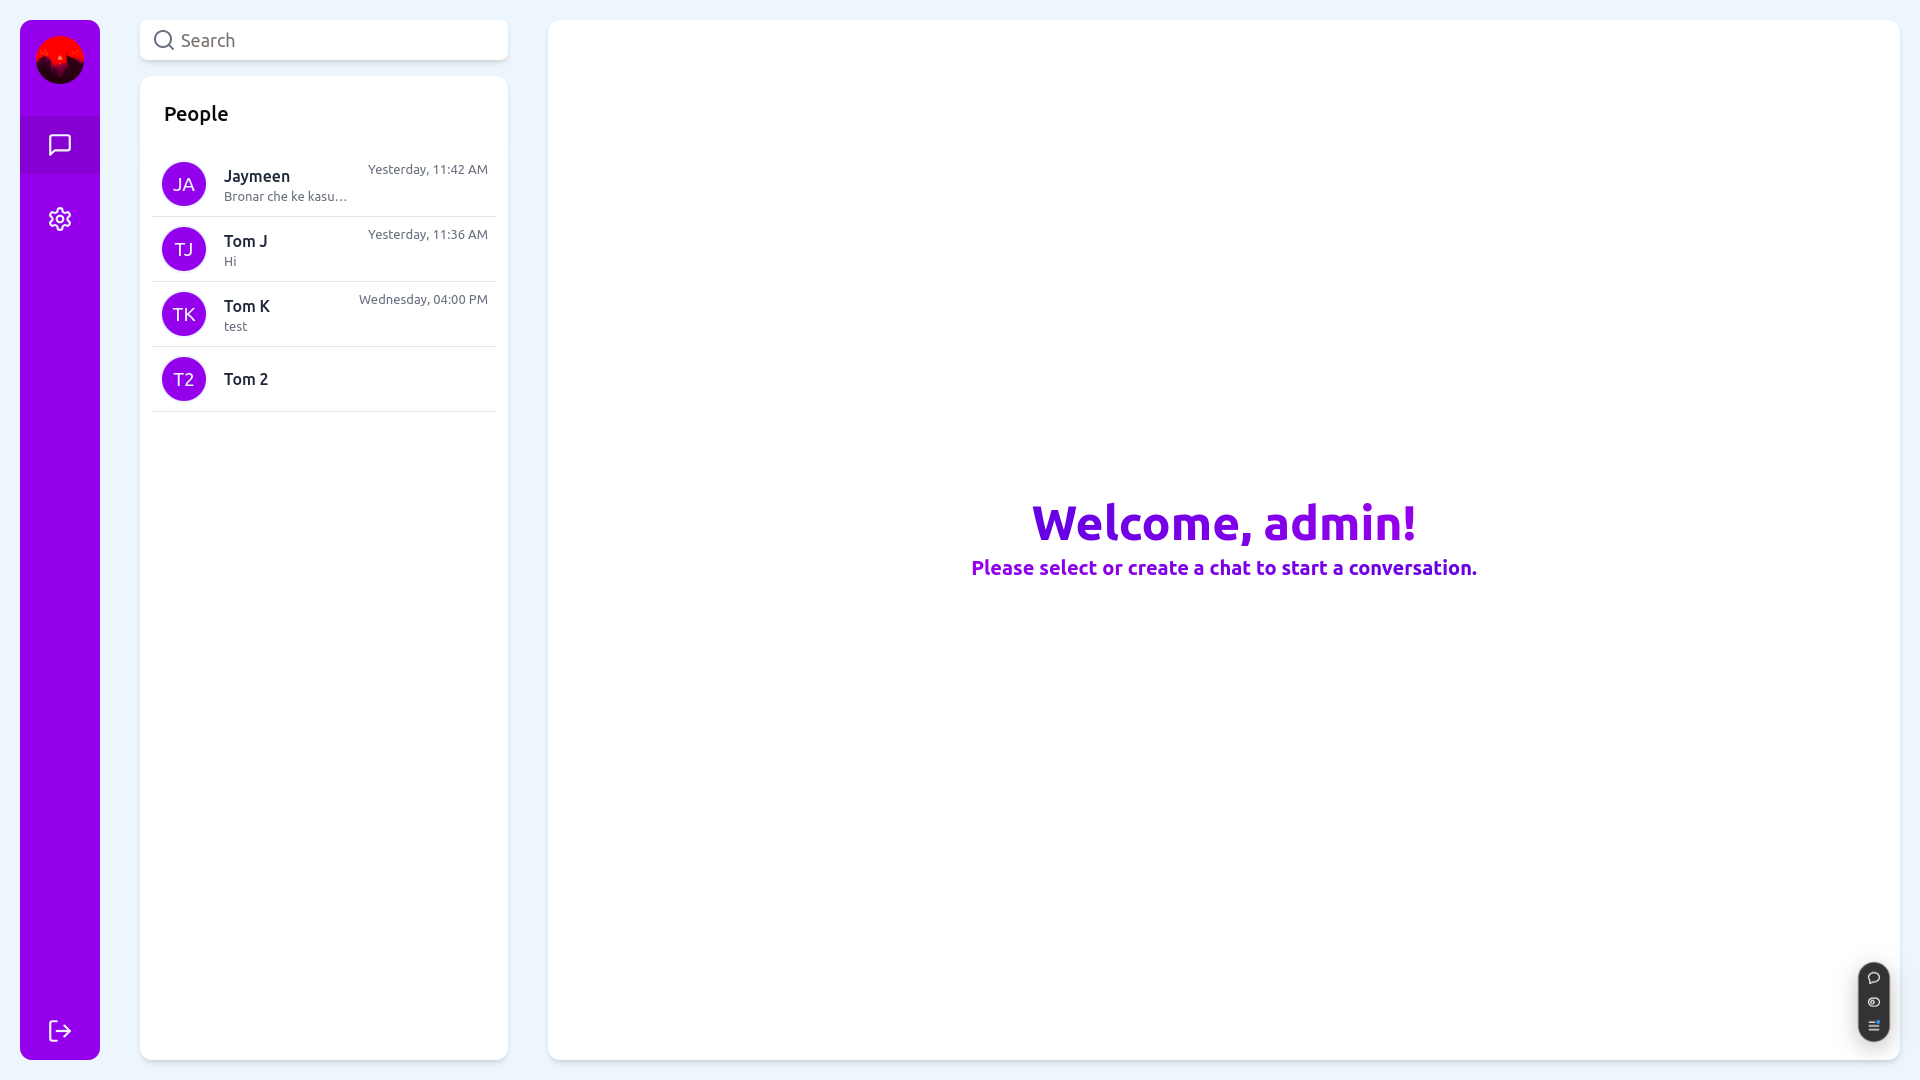 Search
People
JA
Jaymeen
Yesterday, 11:42 AM
Bronar che ke kasu...
TJ
Tom J
Yesterday, 11:36 AM
Hi
TK
Tom K
Wednesday, 04:00 PM
test
T2
Tom 2
Welcome, admin!
Please select or create a chat to start a conversation.